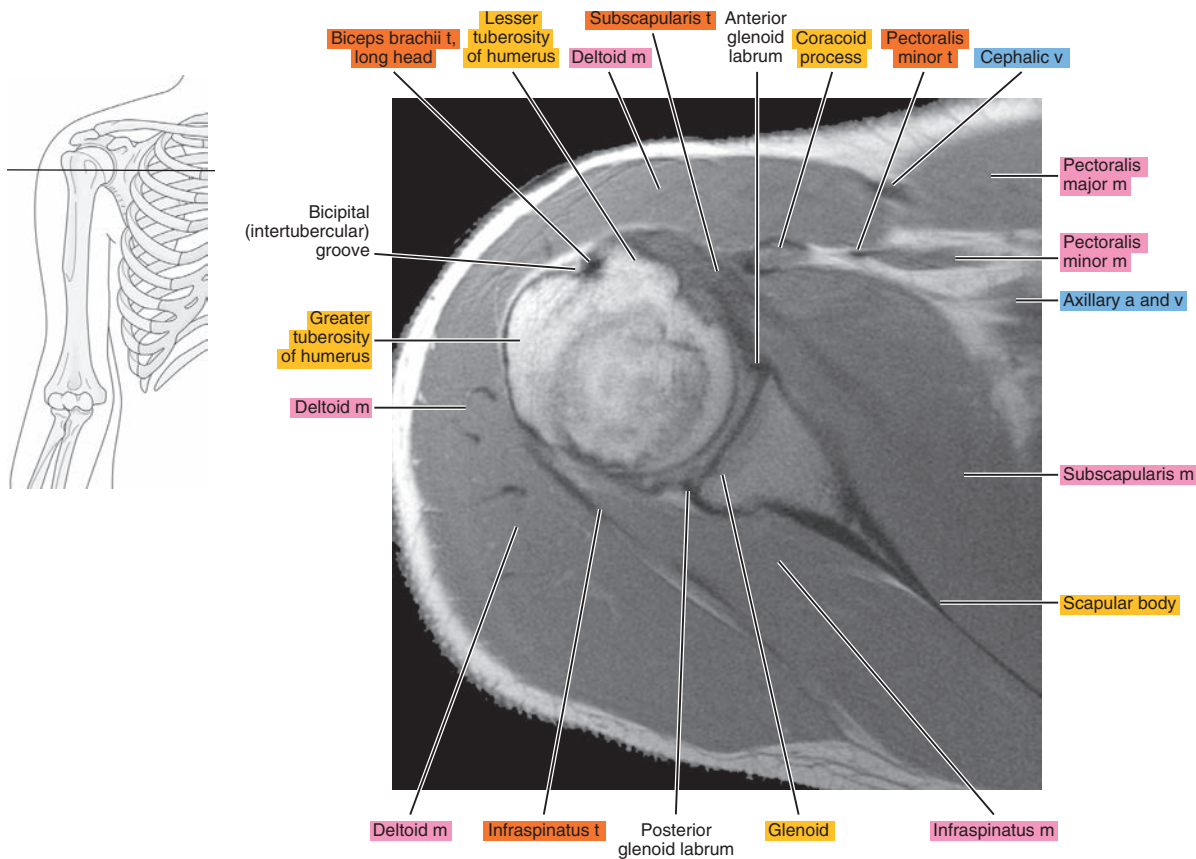 Biceps brachii t,
long head
Lesser
tuberosity
of humerus
Deltoid m
Subscapularis t
Anterior
glenoid
labrum
Coracoid
process
Pectoralis
minor t
Cephalic v
Pectoralis
major m
Bicipital
(intertubercular)
groove
Pectoralis
minor m
Axillary a and v
Greater
tuberosity
of humerus
Deltoid m
Subscapularis m
Scapular body
Deltoid m
Infraspinatus t
Posterior
glenoid labrum
Glenoid
Infraspinatus m